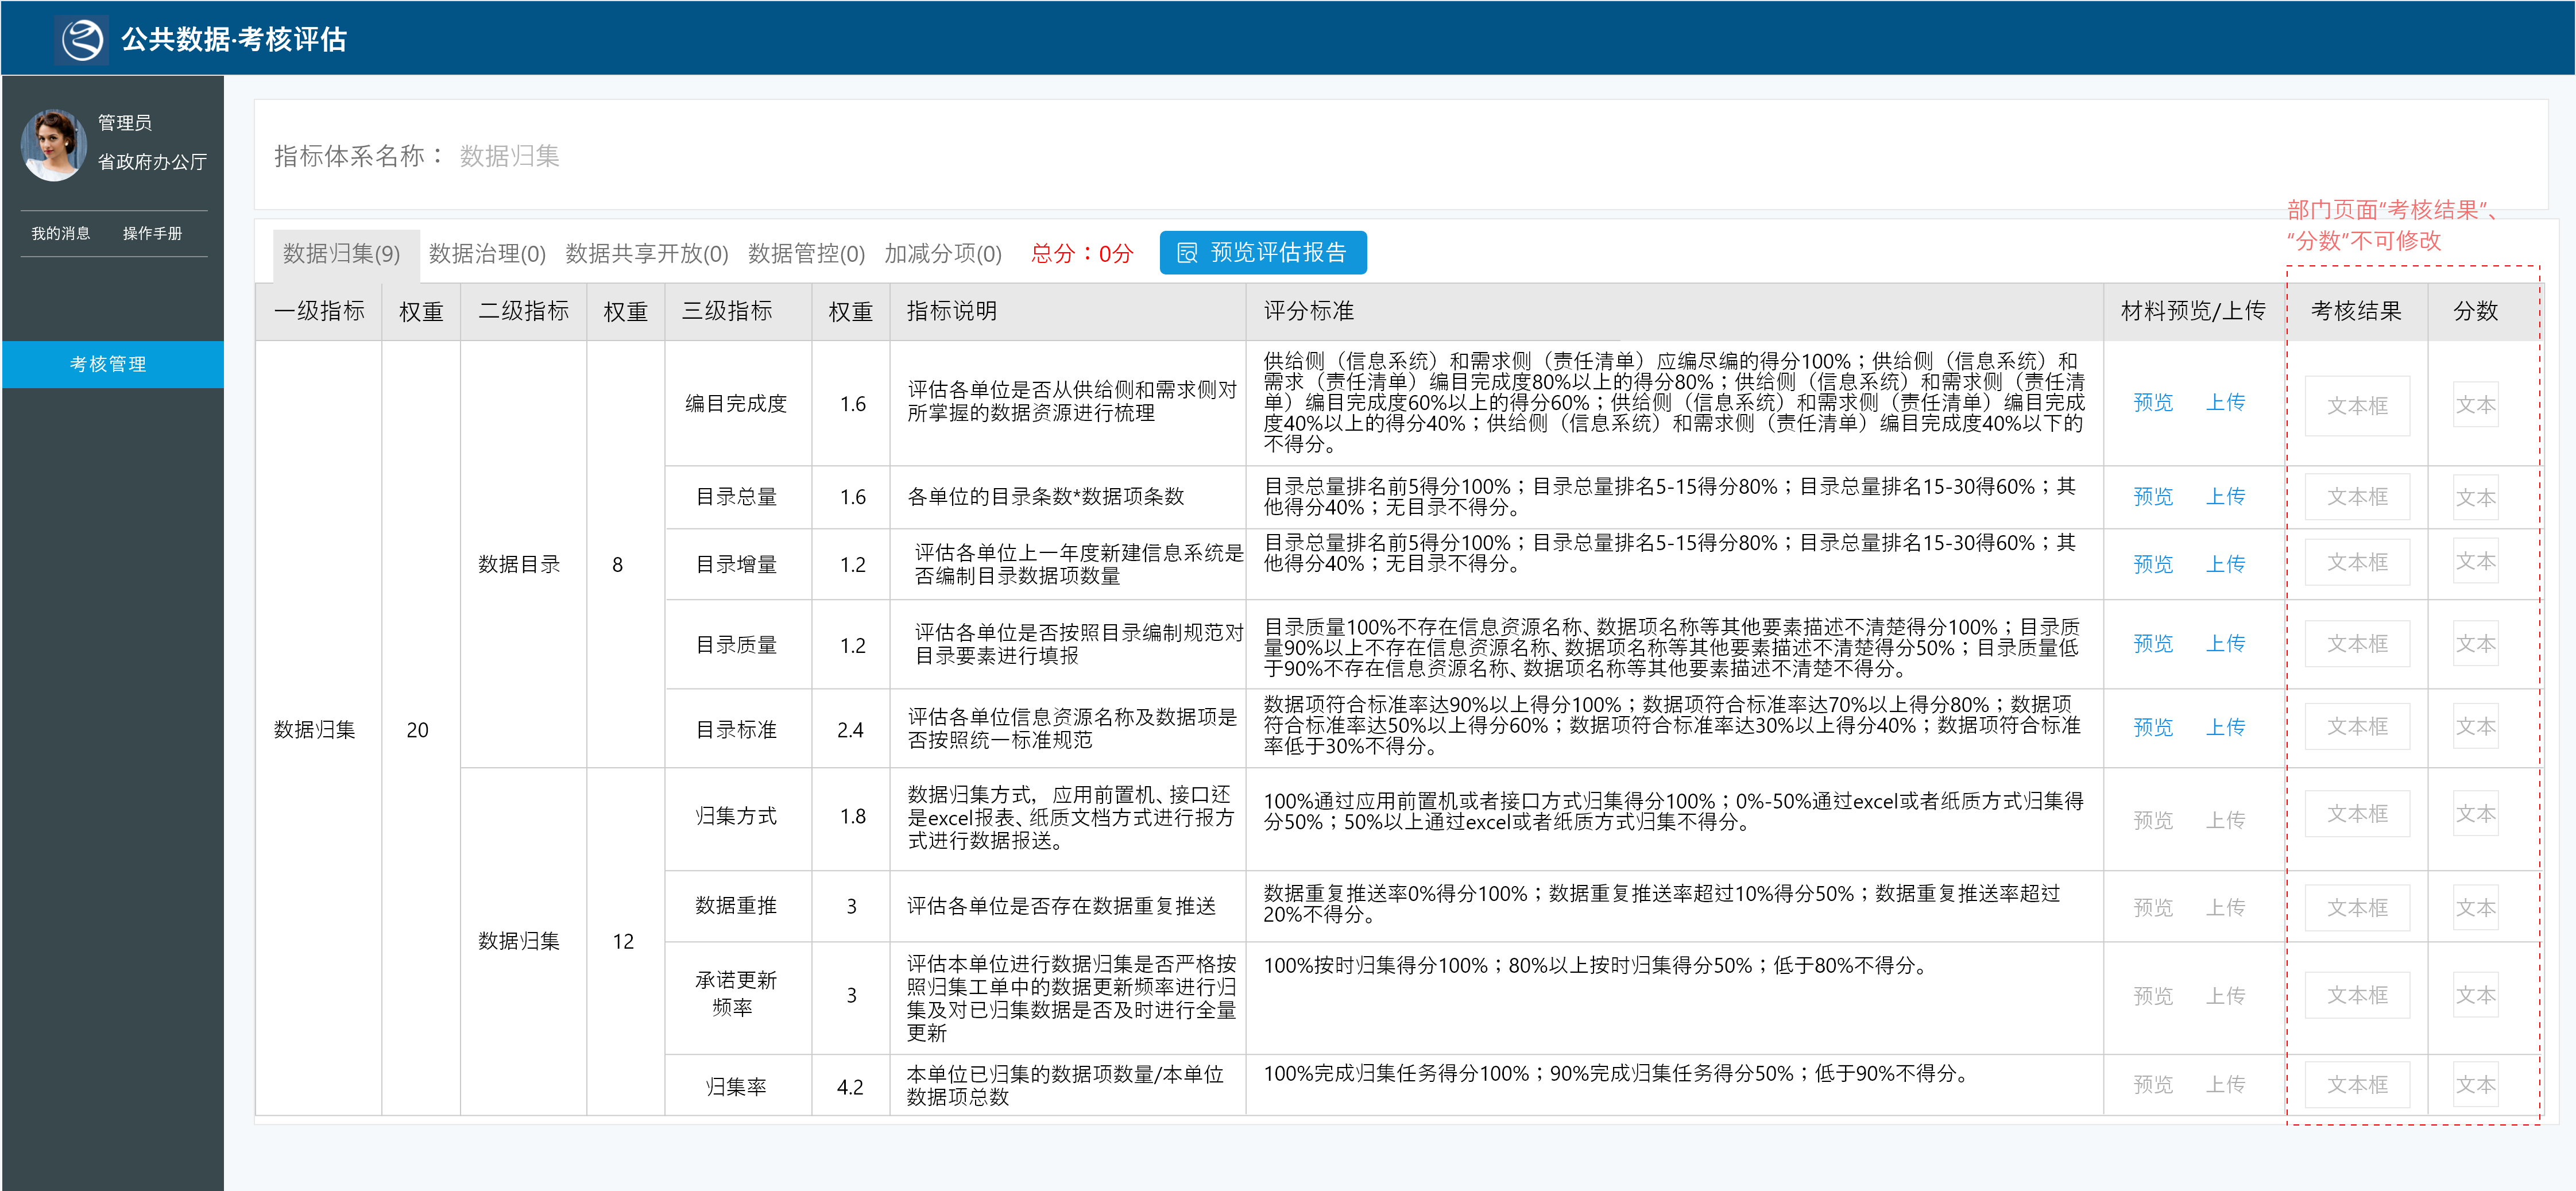 公共数据·考核评估
管理员
省政府办公厅
我的消息 操作手册
考核管理
指标体系名称： 数据归集
部门页面“考核结果”、
“分数”不可修改
数据归集(9) 数据治理(0) 数据共享开放(0) 数据管控(0) 加减分项(0) 总分：0分 预览评估报告
一级指标 权重 二级指标 权重 三级指标 权重 指标说明 评分标准 材料预览/上传 考核结果 分数
数据归集
20
数据目录
8
编目完成度
1.6
评估各单位是否从供给侧和需求侧对
所掌握的数据资源进行梳理
供给侧（信息系统）和需求侧（责任清单）应编尽编的得分100%；供给侧（信息系统）和
需求（责任清单）编目完成度80%以上的得分80%；供给侧（信息系统）和需求侧（责任清
单）编目完成度60%以上的得分60%；供给侧（信息系统）和需求侧（责任清单）编目完成
度40%以上的得分40%；供给侧（信息系统）和需求侧（责任清单）编目完成度40%以下的
不得分。
预览 上传 文本框 文本
目录总量
1.6
各单位的目录条数*数据项条数
目录总量排名前5得分100%；目录总量排名5-15得分80%；目录总量排名15-30得60%；其
他得分40%；无目录不得分。
预览 上传 文本框 文本
目录增量
1.2
评估各单位上一年度新建信息系统是
否编制目录数据项数量
目录总量排名前5得分100%；目录总量排名5-15得分80%；目录总量排名15-30得60%；其
他得分40%；无目录不得分。
预览 上传 文本框 文本
目录质量
1.2
评估各单位是否按照目录编制规范对
目录要素进行填报
目录质量100%不存在信息资源名称、数据项名称等其他要素描述不清楚得分100%；目录质
量90%以上不存在信息资源名称、数据项名称等其他要素描述不清楚得分50%；目录质量低
于90%不存在信息资源名称、数据项名称等其他要素描述不清楚不得分。
预览 上传 文本框 文本
目录标准
2.4
评估各单位信息资源名称及数据项是
否按照统一标准规范
数据项符合标准率达90%以上得分100%；数据项符合标准率达70%以上得分80%；数据项
符合标准率达50%以上得分60%；数据项符合标准率达30%以上得分40%；数据项符合标准
率低于30%不得分。
预览 上传 文本框 文本
数据归集
12
归集方式
1.8
数据归集方式，应用前置机、接口还
是excel报表、纸质文档方式进行报方
式进行数据报送。
100%通过应用前置机或者接口方式归集得分100%；0%-50%通过excel或者纸质方式归集得
分50%；50%以上通过excel或者纸质方式归集不得分。
预览 上传 文本框 文本
数据重推
3
评估各单位是否存在数据重复推送
数据重复推送率0%得分100%；数据重复推送率超过10%得分50%；数据重复推送率超过
20%不得分。
预览 上传 文本框 文本
承诺更新
频率
3
评估本单位进行数据归集是否严格按
照归集工单中的数据更新频率进行归
集及对已归集数据是否及时进行全量
更新
100%按时归集得分100%；80%以上按时归集得分50%；低于80%不得分。
预览 上传 文本框 文本
归集率
4.2
本单位已归集的数据项数量/本单位
数据项总数
100%完成归集任务得分100%；90%完成归集任务得分50%；低于90%不得分。
预览 上传 文本框 文本